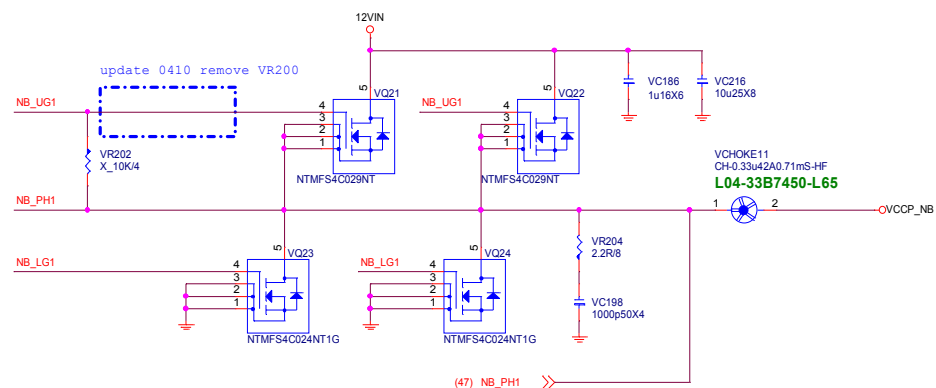 12VIN
update 0410 remove VR200
NB_UG1
5
VQ21
4
3
2
1
NTMFS4C029NT
NB_UG1
5
VQ22
4
3
2
1
NTMFS4C029NT
VC186
1u16X6
VC216
10u25X8
VR202
X_10K/4
VCHOKE11
CH-0.33u42A0.71mS-HF
L04-33B7450-L65
1
2
VCCP_NB
NB_PH1
NB_LG1
5
VQ23
4
3
2
1
NTMFS4C024NT1G
NB_LG1
5
VQ24
4
3
2
1
NTMFS4C024NT1G
VR204
2.2R/8
VC198
1000p50X4
(47) NB_PH1